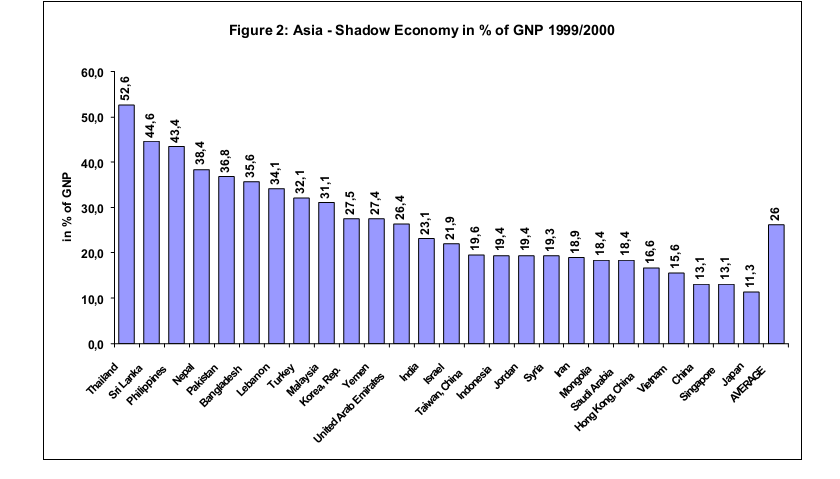 Figure 2: Asia - Shadow Economy in % of GNP 1999/2000
in % of GNP
60,0
50,0
40,0
30,0
20,0
10,0
0,0
52,6
44,6
43,4
38,4
36,8
35,6
34,1
32,1
31,1
27,5
27,4
26,4
23,1
21,9
19,6
19,4
19,4
19,3
18,9
18,4
18,4
16,6
15,6
13,1
13,1
11,3
26
Thailand
Sri Lanka
Philippines
Nepal
Pakistan
Bangladesh
Lebanon
Turkey
Malaysia
Korea, Rep.
Yemen
United Arab Emirates
India
Israel
Taiwan, China
Indonesia
Jordan
Syria
Iran
Mongolia
Saudi Arabia
Hong Kong, China
Vietnam
China
Singapore
Japan
AVERAGE